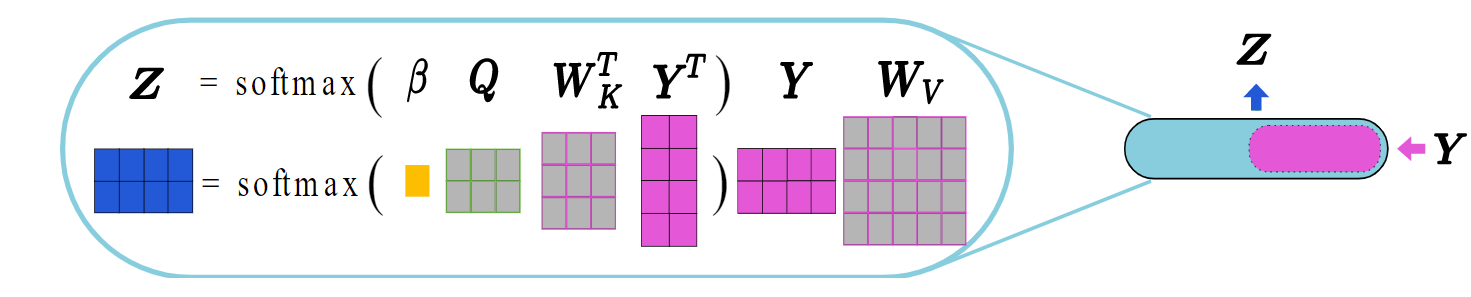 Z = softmax( β Q W_K^T Y^T ) Y W_V
= softmax( )
Z
Y